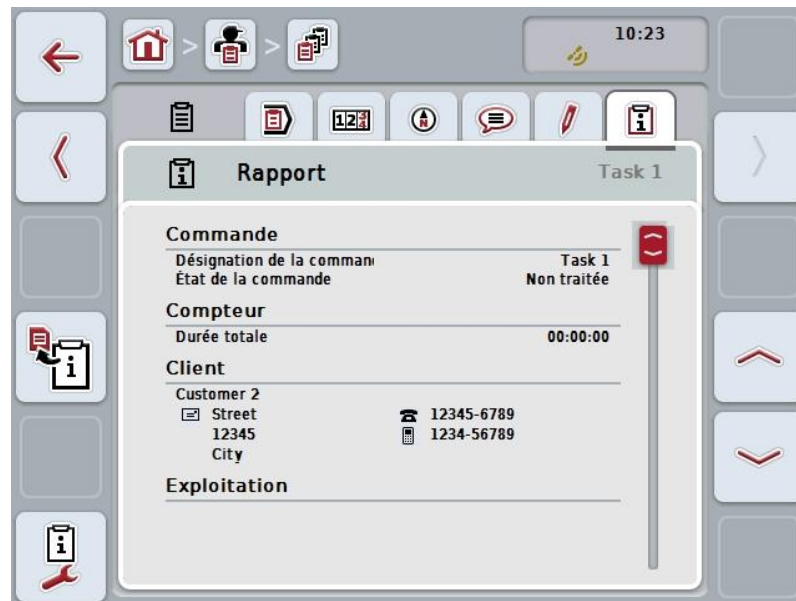 10:23
Rapport Task 1
Commande
Désignation de la comman Task 1
État de la commande Non traitée
Compteur
Durée totale 00:00:00
Client
Customer 2
Street 12345-6789
12345 1234-56789
City
Exploitation